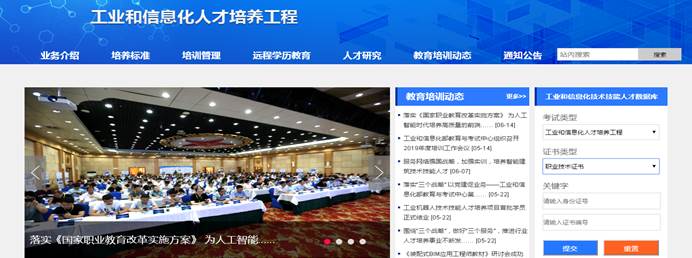 工业和信息化人才培养工程
业务介绍 培养标准 培训管理 远程学历教育 人才研究 教育培训动态 通知公告
站内搜索 搜索
教育培训动态 更多>>
落实《国家职业教育改革实施方案》 为人工
智能时代培养高质量的前洪…… [06-14]
工业和信息化部教育与考试中心组织召开
2019年度培训工作会议 [05-14]
服务网络强国战略，加强实训，培养智能建
筑技术技能人才 [06-07]
落实“三个战略”以党建促业务——工业和信
息化部教育与考试中心展…… [05-22]
工业机器人技术技能人才培养项目首批学员
正式结业 [05-22]
围绕“三个战略”，做好“三个服务”，推进行业
人才培养事业不断发…… [05-22]
《装配式BIM应用工程师教材》研讨会成功
落实《国家职业教育改革实施方案》 为人工智能……
工业和信息化技术技能人才数据库
考试类型
工业和信息化人才培养工程
证书类型
职业技术证书
关键字
请输入身份证号
请输入证书编号
提交 重置